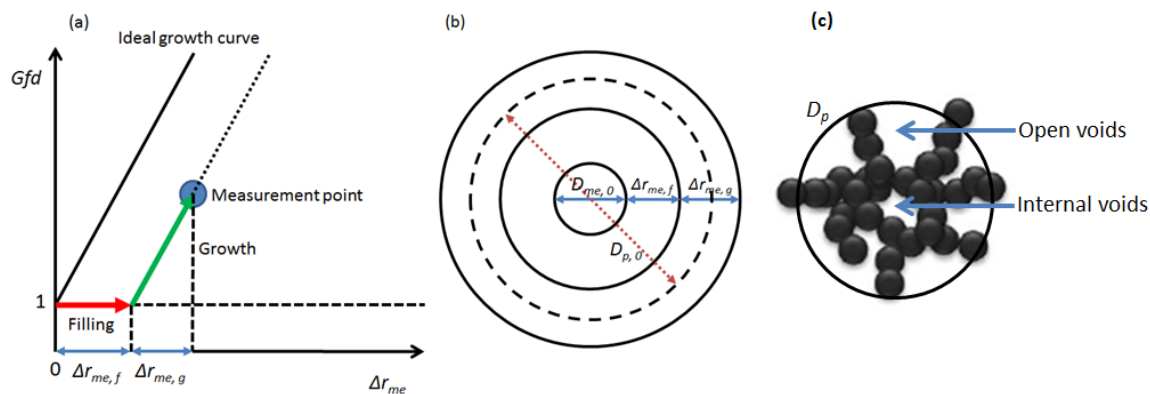 (a)
Ideal growth curve
Gfd
Measurement point
Growth
1
Filling
0
Δr_me,f
Δr_me,g
Δr_me
(b)
D_me,0
Δr_me,f
Δr_me,g
D_p,0
(c)
D_p
Open voids
Internal voids